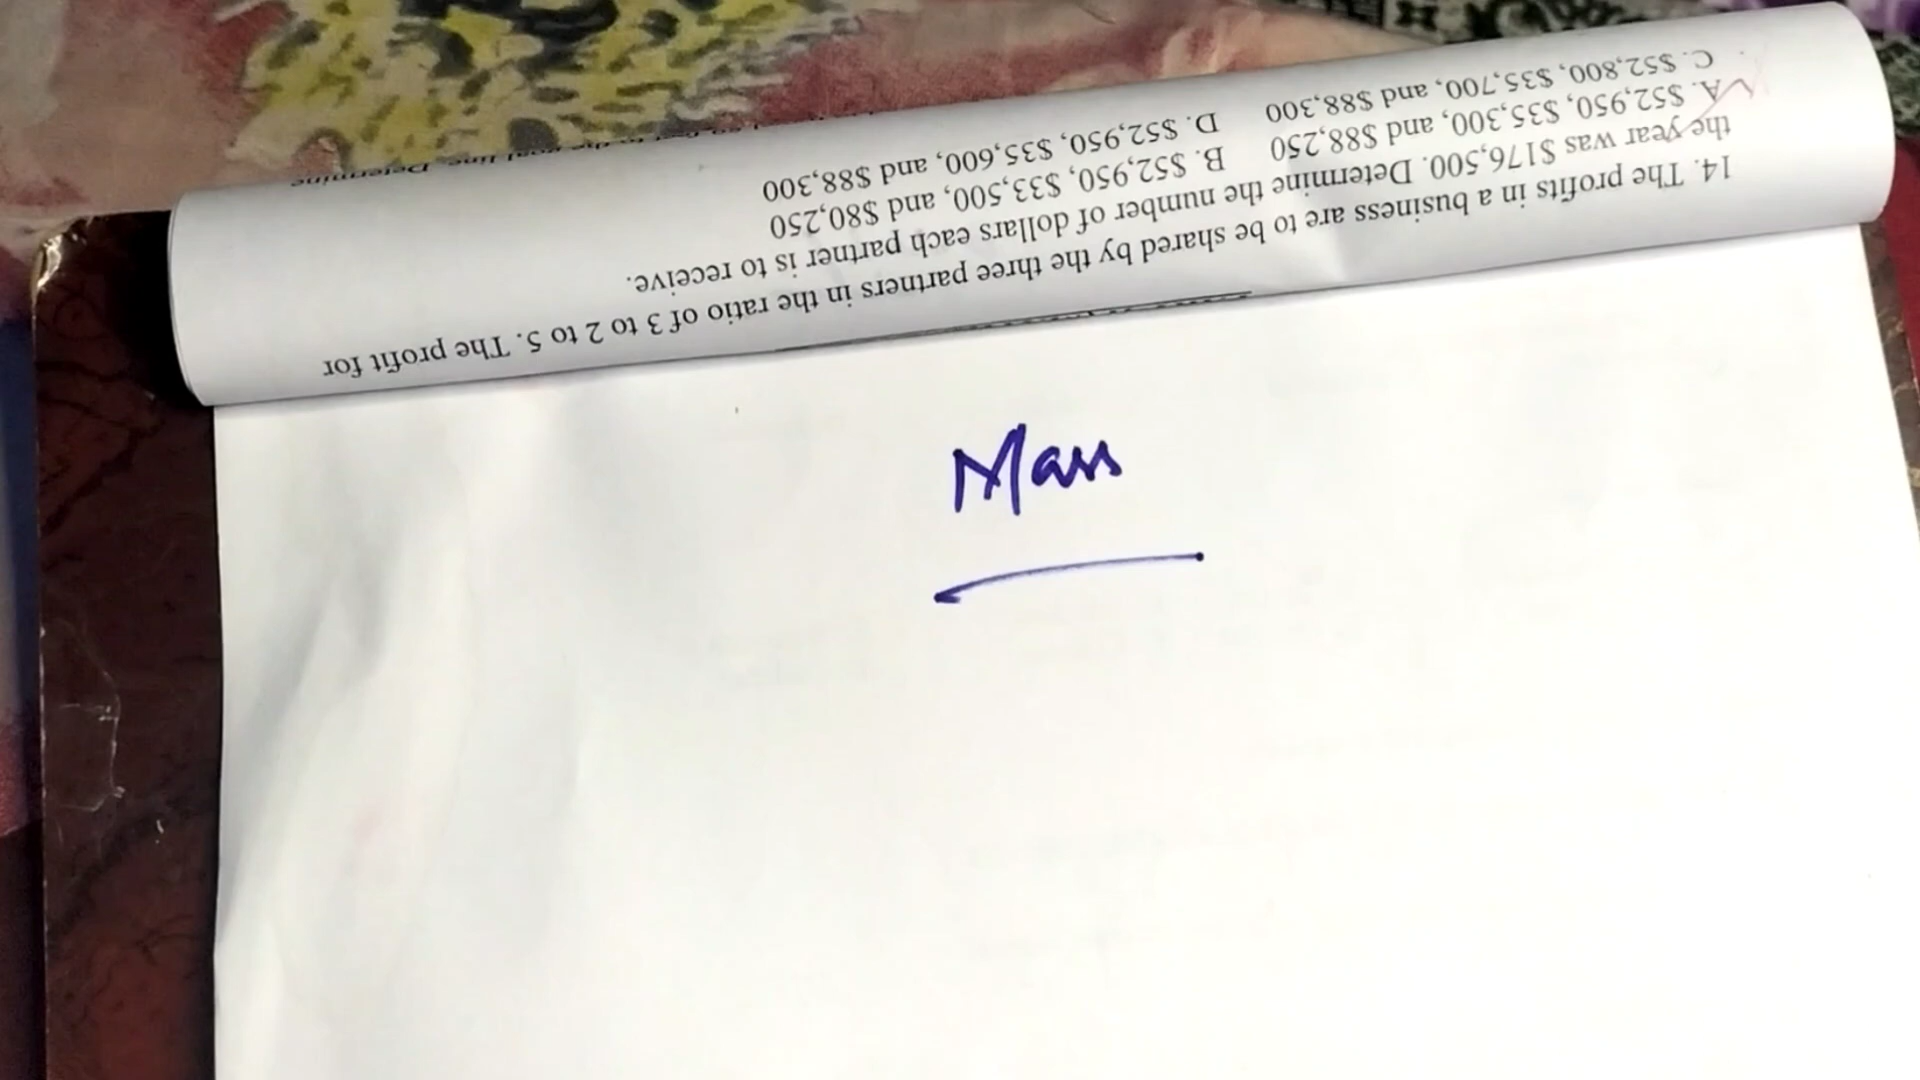 14. The profits in a business are to be shared by the three partners in the ratio of 3 to 2 to 5. The profit for
the year was $176,500. Determine the number of dollars each partner is to receive.
A. $52,950, $35,300, and $88,250 B. $52,950, $33,500, and $80,250
C. $52,800, $35,700, and $88,300 D. $52,950, $35,600, and $88,300
Determine
Mass